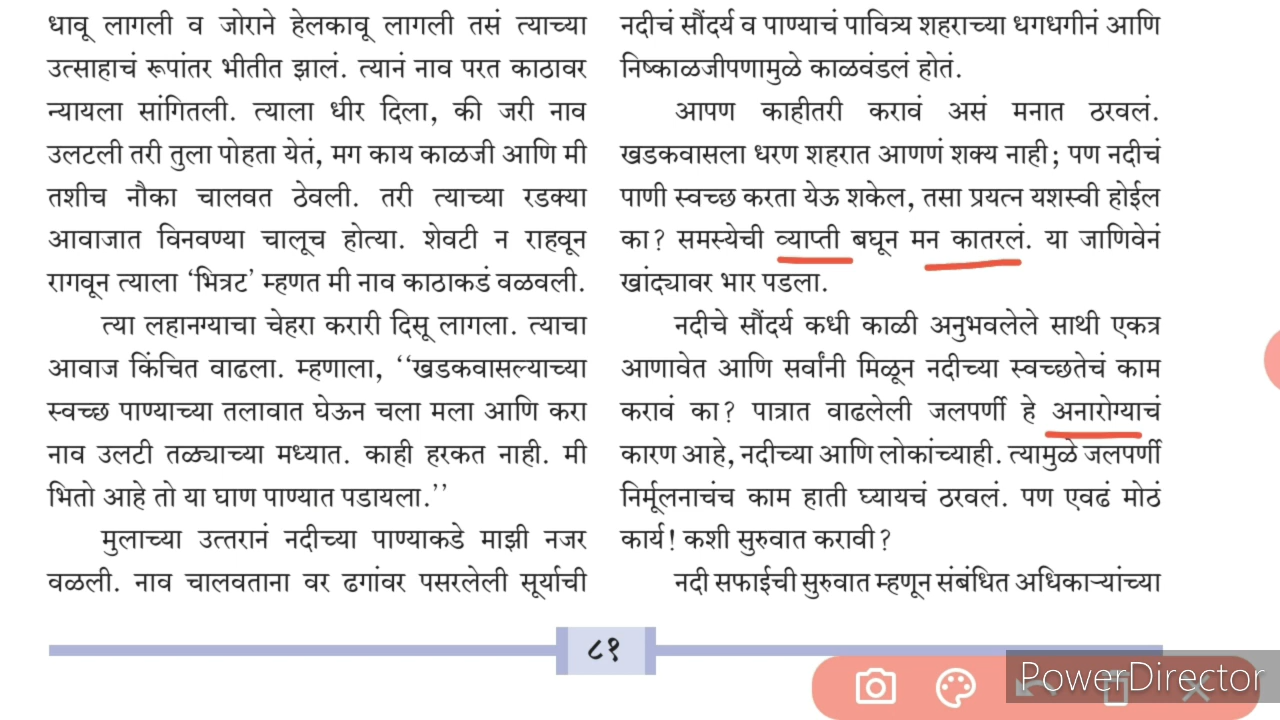 धावू लागली व जोराने हेलकावू लागली तसं त्याच्या
उत्साहाचं रूपांतर भीतीत झालं. त्यानं नाव परत काठावर
न्यायला सांगितली. त्याला धीर दिला, की जरी नाव
उलटली तरी तुला पोहता येतं, मग काय काळजी आणि मी
तशीच नौका चालवत ठेवली. तरी त्याच्या रडक्या
आवाजात विनवण्या चालूच होत्या. शेवटी न राहवून
रागवून त्याला ‘भित्रट’ म्हणत मी नाव काठाकडं वळवली.
त्या लहानग्याचा चेहरा करारी दिसू लागला. त्याचा
आवाज किंचित वाढला. म्हणाला, ‘‘खडकवासल्याच्या
स्वच्छ पाण्याच्या तलावात घेऊन चला मला आणि करा
नाव उलटी तळ्याच्या मध्यात. काही हरकत नाही. मी
भितो आहे तो या घाण पाण्यात पडायला.’’
मुलाच्या उत्तरानं नदीच्या पाण्याकडे माझी नजर
वळली. नाव चालवताना वर ढगांवर पसरलेली सूर्याची
नदीचं सौंदर्य व पाण्याचं पावित्र्य शहराच्या धगधगीनं आणि
निष्काळजीपणामुळे काळवंडलं होतं.
आपण काहीतरी करावं असं मनात ठरवलं.
खडकवासला धरण शहरात आणणं शक्य नाही; पण नदीचं
पाणी स्वच्छ करता येऊ शकेल, तसा प्रयत्न यशस्वी होईल
का? समस्येची व्याप्ती बघून मन कातरलं. या जाणिवेनं
खांद्यावर भार पडला.
नदीचे सौंदर्य कधी काळी अनुभवलेले साथी एकत्र
आणावेत आणि सर्वांनी मिळून नदीच्या स्वच्छतेचं काम
करावं का? पात्रात वाढलेली जलपर्णी हे अनारोग्याचं
कारण आहे, नदीच्या आणि लोकांच्याही. त्यामुळे जलपर्णी
निर्मूलनाचंच काम हाती घ्यायचं ठरवलं. पण एवढं मोठं
कार्य! कशी सुरुवात करावी?
नदी सफाईची सुरुवात म्हणून संबंधित अधिकाऱ्यांच्या
८१
PowerDirector